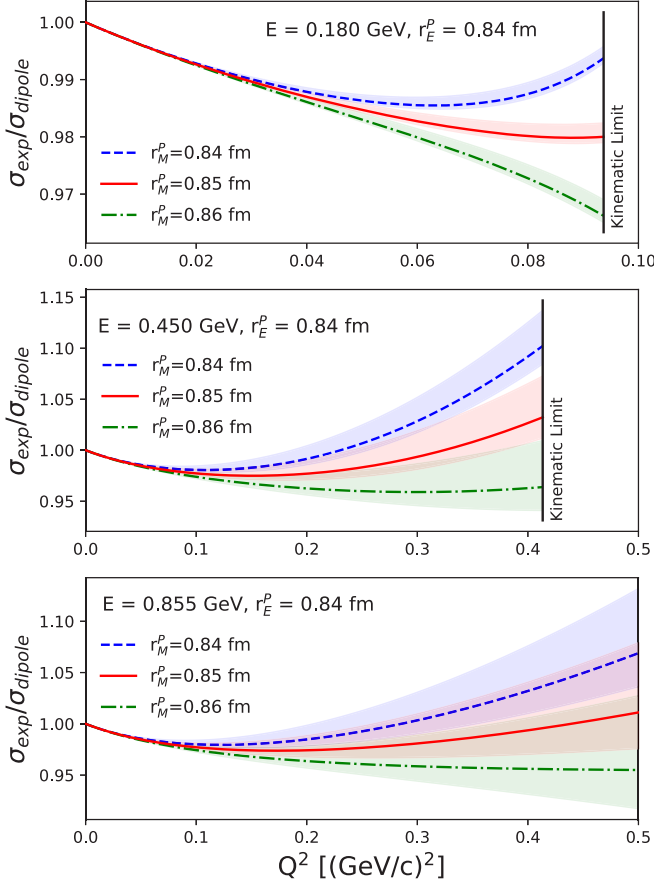 E = 0.180 GeV, r_E^P = 0.84 fm
σ_exp/σ_dipole
1.00
0.99
0.98
0.97
r_M^P=0.84 fm
r_M^P=0.85 fm
r_M^P=0.86 fm
Kinematic Limit
0.00 0.02 0.04 0.06 0.08 0.10
E = 0.450 GeV, r_E^P = 0.84 fm
σ_exp/σ_dipole
1.15
1.10
1.05
1.00
0.95
r_M^P=0.84 fm
r_M^P=0.85 fm
r_M^P=0.86 fm
Kinematic Limit
0.0 0.1 0.2 0.3 0.4 0.5
E = 0.855 GeV, r_E^P = 0.84 fm
σ_exp/σ_dipole
1.10
1.05
1.00
0.95
r_M^P=0.84 fm
r_M^P=0.85 fm
r_M^P=0.86 fm
0.0 0.1 0.2 0.3 0.4 0.5
Q^2 [(GeV/c)^2]